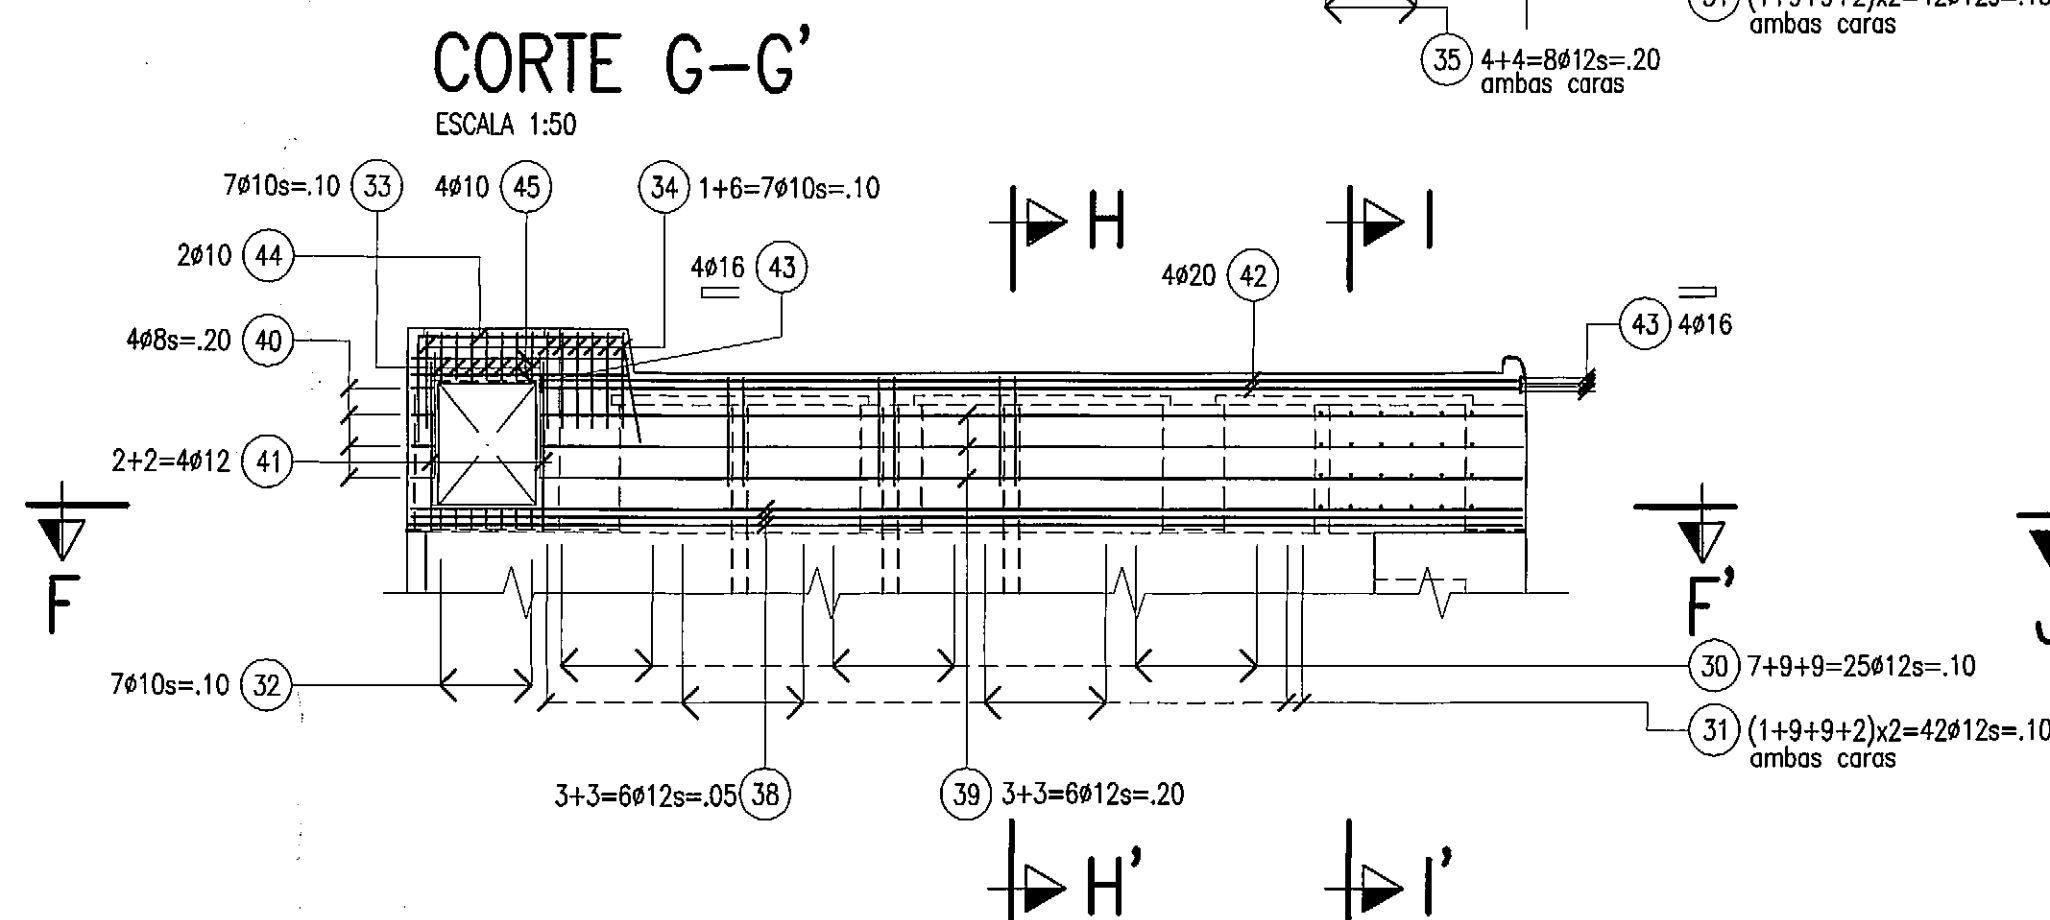 CORTE G-G'
ESCALA 1:50
35 4+4=8ø12s=.20
ambas caras
ambas caras
7ø10s=.10 33
4ø10 45
34 1+6=7ø10s=.10
H
I
2ø10 44
4ø16 43
4ø20 42
43 4ø16
4ø8s=.20 40
2+2=4ø12 41
F
F'
7ø10s=.10 32
30 7+9+9=25ø12s=.10
31 (1+9+9+2)x2=42ø12s=.10
ambas caras
3+3=6ø12s=.05 38
39 3+3=6ø12s=.20
H'
I'